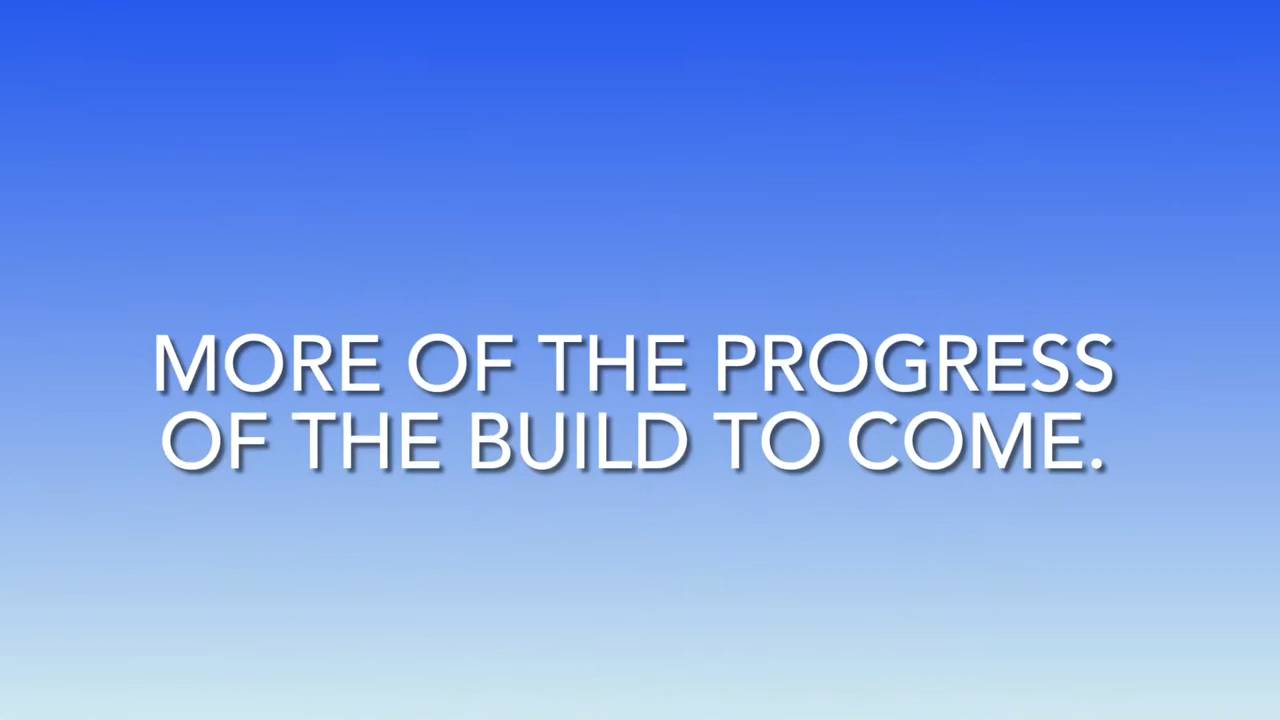 MORE OF THE PROGRESS
OF THE BUILD TO COME.